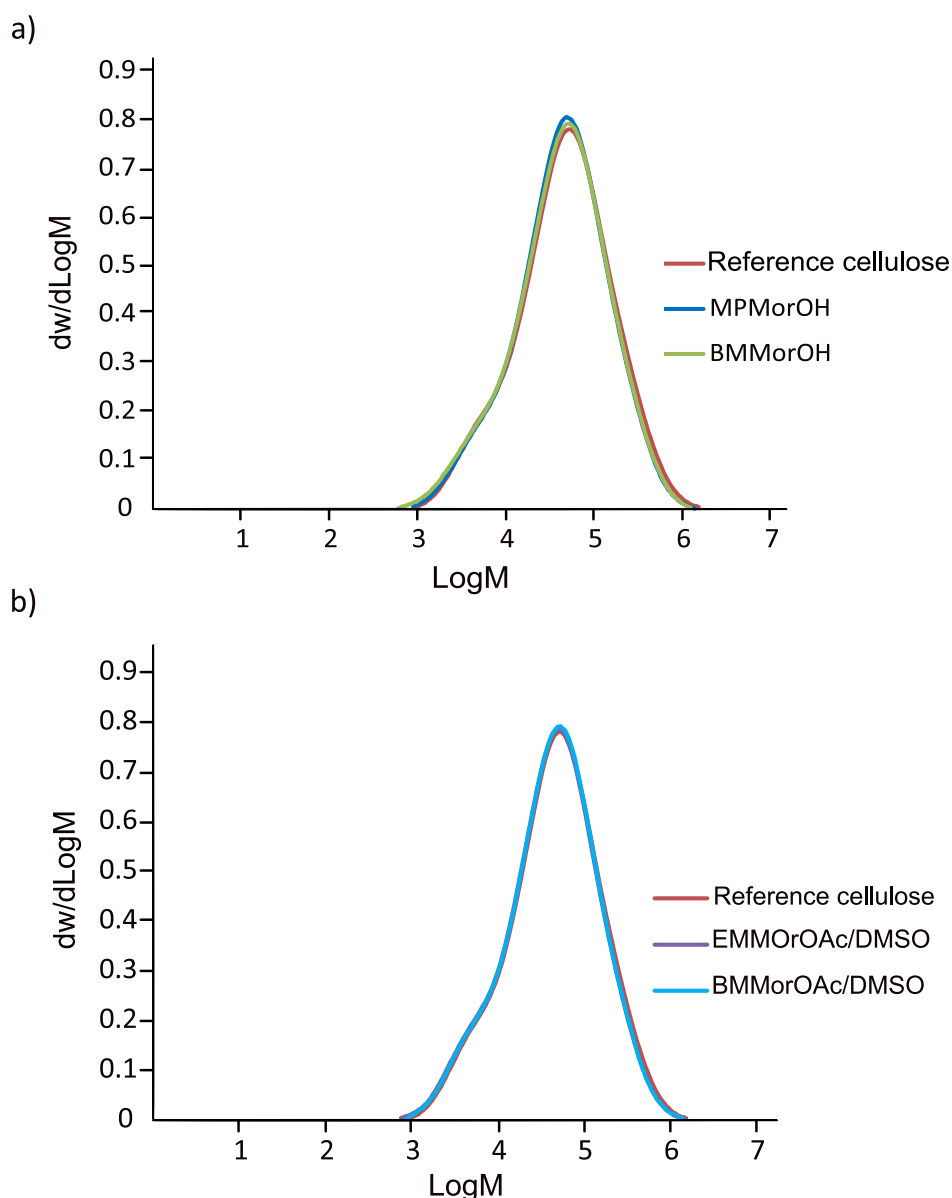 a)
0.9
0.8
0.7
0.6
0.5
0.4
0.3
0.2
0.1
0
dw/dLogM
Reference cellulose
MPMorOH
BMMorOH
1 2 3 4 5 6 7
LogM
b)
0.9
0.8
0.7
0.6
0.5
0.4
0.3
0.2
0.1
0
dw/dLogM
Reference cellulose
EMMOrOAc/DMSO
BMMorOAc/DMSO
1 2 3 4 5 6 7
LogM